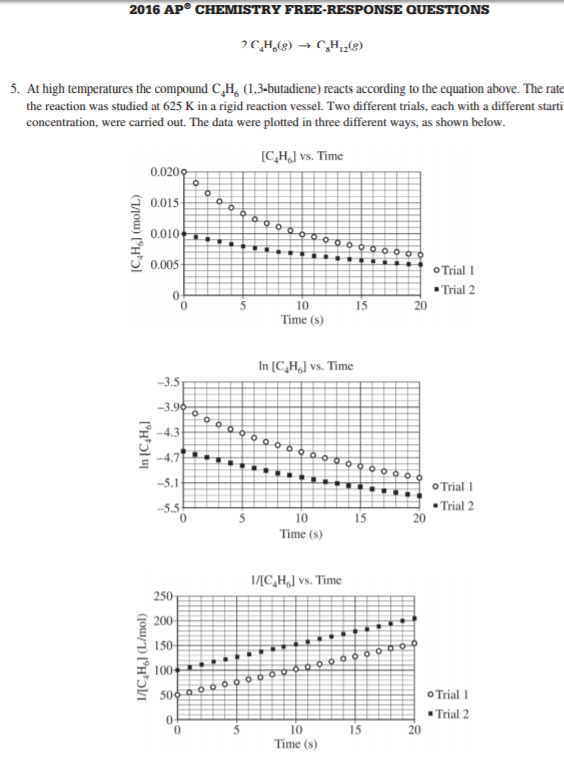 2016 AP® CHEMISTRY FREE-RESPONSE QUESTIONS
2 C₄H₆(g) → C₈H₁₂(g)
5. At high temperatures the compound C₄H₆ (1,3-butadiene) reacts according to the equation above. The rate
the reaction was studied at 625 K in a rigid reaction vessel. Two different trials, each with a different starti
concentration, were carried out. The data were plotted in three different ways, as shown below.
[C₄H₆] vs. Time
[C₄H₆] (mol/L)
0.020
0.015
0.010
0.005
0
0 5 10 15 20
Time (s)
Trial 1
Trial 2
ln [C₄H₆] vs. Time
ln [C₄H₆]
−3.5
−3.9
−4.3
−4.7
−5.1
−5.5
0 5 10 15 20
Time (s)
Trial 1
Trial 2
1/[C₄H₆] vs. Time
1/[C₄H₆] (L/mol)
250
200
150
100
50
0
0 5 10 15 20
Time (s)
Trial 1
Trial 2